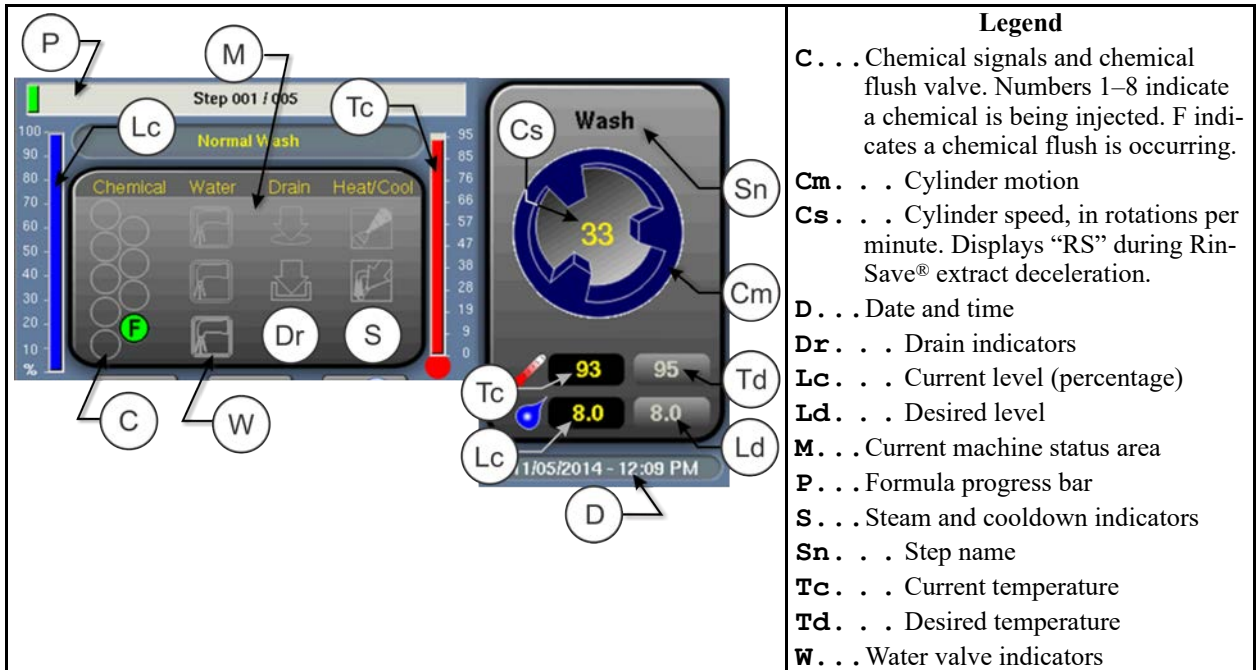 P
M
Step 001 / 005
Tc
Lc
Cs
Wash
Sn
100
90
80
70
60
50
40
30
20
10
%
Normal Wash
Chemical Water Drain Heat/Cool
F
Dr
S
95
85
76
66
57
47
38
28
19
9
0
33
Cm
Tc
93
95
Td
Lc
8.0
8.0
Ld
C
W
1/05/2014 - 12:09 PM
D
Legend
C...Chemical signals and chemical
flush valve. Numbers 1–8 indicate
a chemical is being injected. F indi-
cates a chemical flush is occurring.
Cm. . . Cylinder motion
Cs. . . Cylinder speed, in rotations per
minute. Displays “RS” during Rin-
Save® extract deceleration.
D...Date and time
Dr. . . Drain indicators
Lc. . . Current level (percentage)
Ld. . . Desired level
M...Current machine status area
P...Formula progress bar
S...Steam and cooldown indicators
Sn. . . Step name
Tc. . . Current temperature
Td. . . Desired temperature
W...Water valve indicators